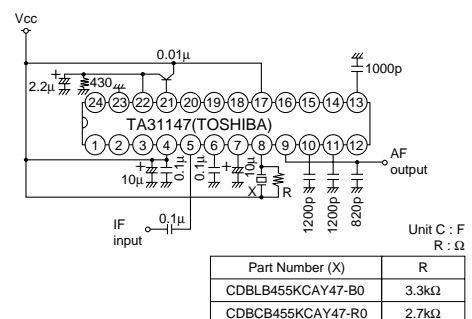 Vcc
0.01μ
2.2μ
430
1000p
24 23 22 21 20 19 18 17 16 15 14 13
TA31147(TOSHIBA)
1 2 3 4 5 6 7 8 9 10 11 12
10μ
0.1μ
0.1μ
10μ
X
R
1200p
1200p
820p
AF
output
IF
input
0.1μ
Unit C : F
R : Ω
Part Number (X) R
CDBLB455KCAY47-B0 3.3kΩ
CDBCB455KCAY47-R0 2.7kΩ